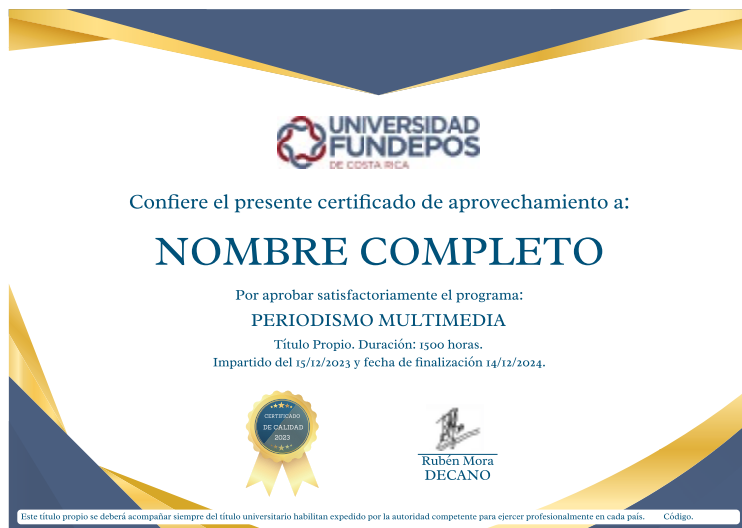 UNIVERSIDAD
FUNDEPOS
DE COSTA RICA
Confiere el presente certificado de aprovechamiento a:
NOMBRE COMPLETO
Por aprobar satisfactoriamente el programa:
PERIODISMO MULTIMEDIA
Título Propio. Duración: 1500 horas.
Impartido del 15/12/2023 y fecha de finalización 14/12/2024.
CERTIFICADO
DE CALIDAD
2023
Rubén Mora
DECANO
Este título propio se deberá acompañar siempre del título universitario habilitan expedido por la autoridad competente para ejercer profesionalmente en cada país. Código.